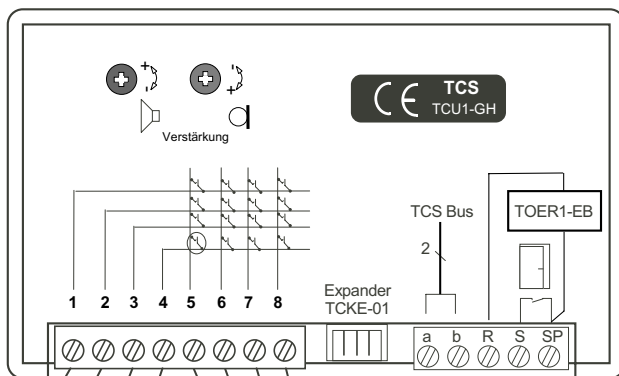 +
-
-
+
Verstärkung
CE TCS
TCU1-GH
TCS Bus
2
TOER1-EB
1 2 3 4 5 6 7 8
Expander
TCKE-01
a b R S SP